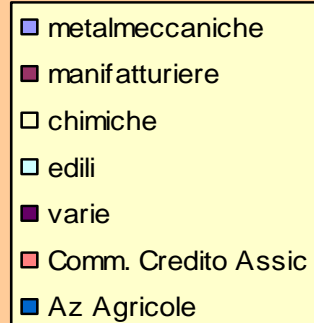 metalmeccaniche
manifatturiere
chimiche
edili
varie
Comm. Credito Assic
Az Agricole